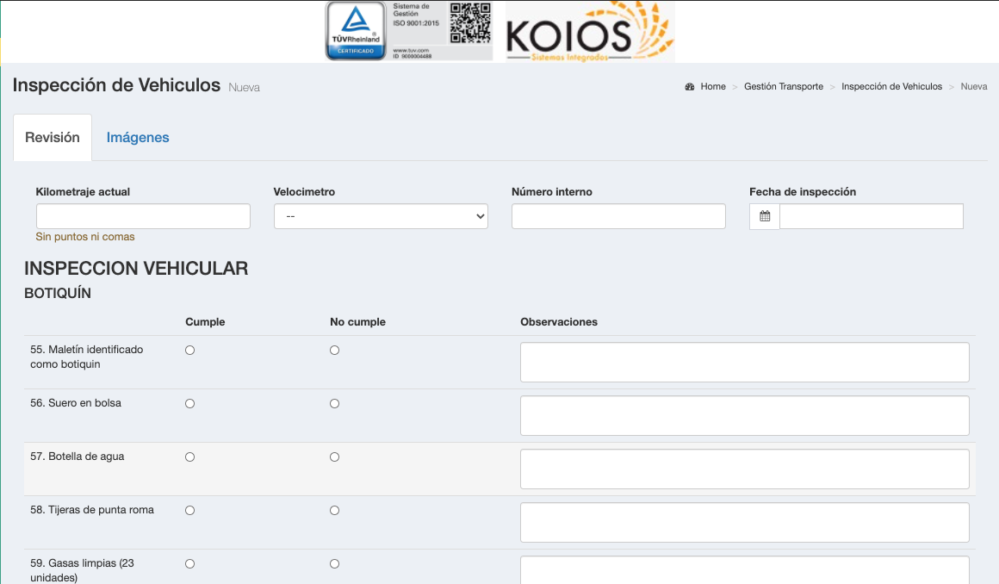 Sistema de
Gestión
ISO 9001:2015
TÜVRheinland
®
CERTIFICADO
www.tuv.com
ID 9000004488
KOIOS
Sistemas Integrados
Inspección de Vehiculos Nueva
Home > Gestión Transporte > Inspección de Vehiculos > Nueva
Revisión
Imágenes
Kilometraje actual
Velocimetro
Número interno
Fecha de inspección
--
Sin puntos ni comas
INSPECCION VEHICULAR
BOTIQUÍN
Cumple
No cumple
Observaciones
55. Maletín identificado
como botiquin
56. Suero en bolsa
57. Botella de agua
58. Tijeras de punta roma
59. Gasas limpias (23
unidades)